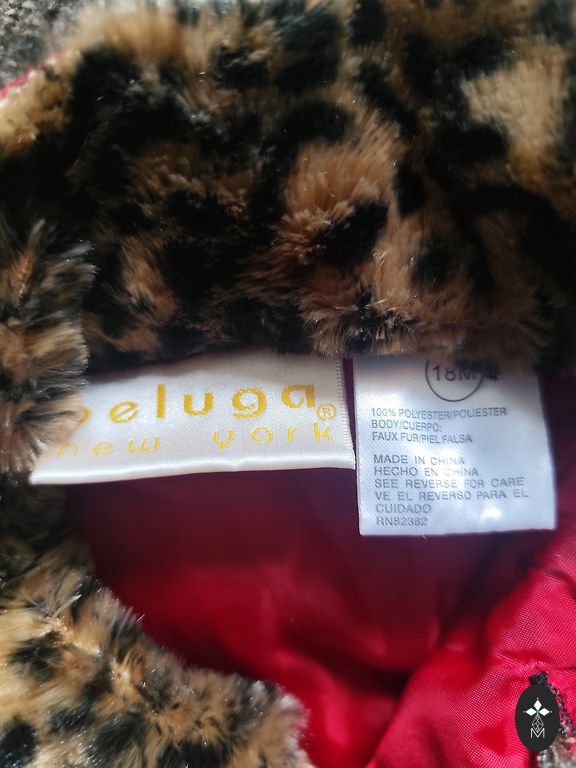 beluga®
new york
18M
100% POLYESTER/POLIESTER
BODY/CUERPO:
FAUX FUR/PIEL FALSA
MADE IN CHINA
HECHO EN CHINA
SEE REVERSE FOR CARE
VE EL REVERSO PARA EL
CUIDADO
RN82382
M